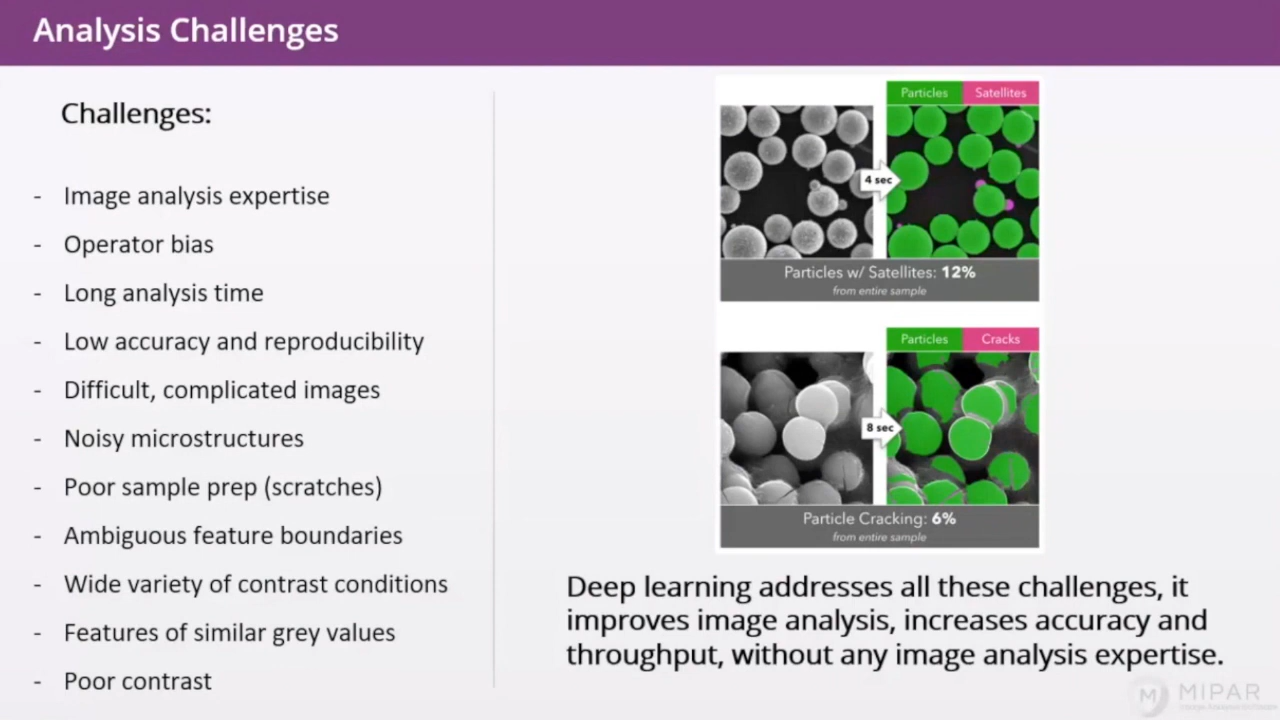 Analysis Challenges
Challenges:
- Image analysis expertise
- Operator bias
- Long analysis time
- Low accuracy and reproducibility
- Difficult, complicated images
- Noisy microstructures
- Poor sample prep (scratches)
- Ambiguous feature boundaries
- Wide variety of contrast conditions
- Features of similar grey values
- Poor contrast
Particles Satellites
4 sec
Particles w/ Satellites: 12%
from entire sample
Particles Cracks
8 sec
Particle Cracking: 6%
from entire sample
Deep learning addresses all these challenges, it
improves image analysis, increases accuracy and
throughput, without any image analysis expertise.
M MIPAR